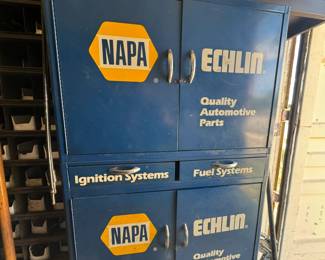 NAPA
ECHLIN
Quality
Automotive
Parts
Ignition Systems
Fuel Systems
NAPA
ECHLIN
Quality